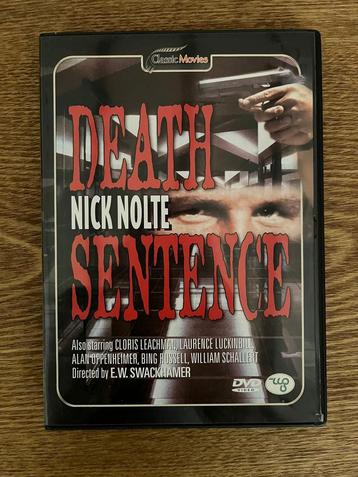 Classic Movies
DEATH
NICK NOLTE
SENTENCE
Also starring CLORIS LEACHMAN, LAURENCE LUCKINBILL,
ALAN OPPENHEIMER, BING RUSSELL, WILLIAM SCHALLERT
Directed by E.W. SWACKHAMER
DVD
VIDEO